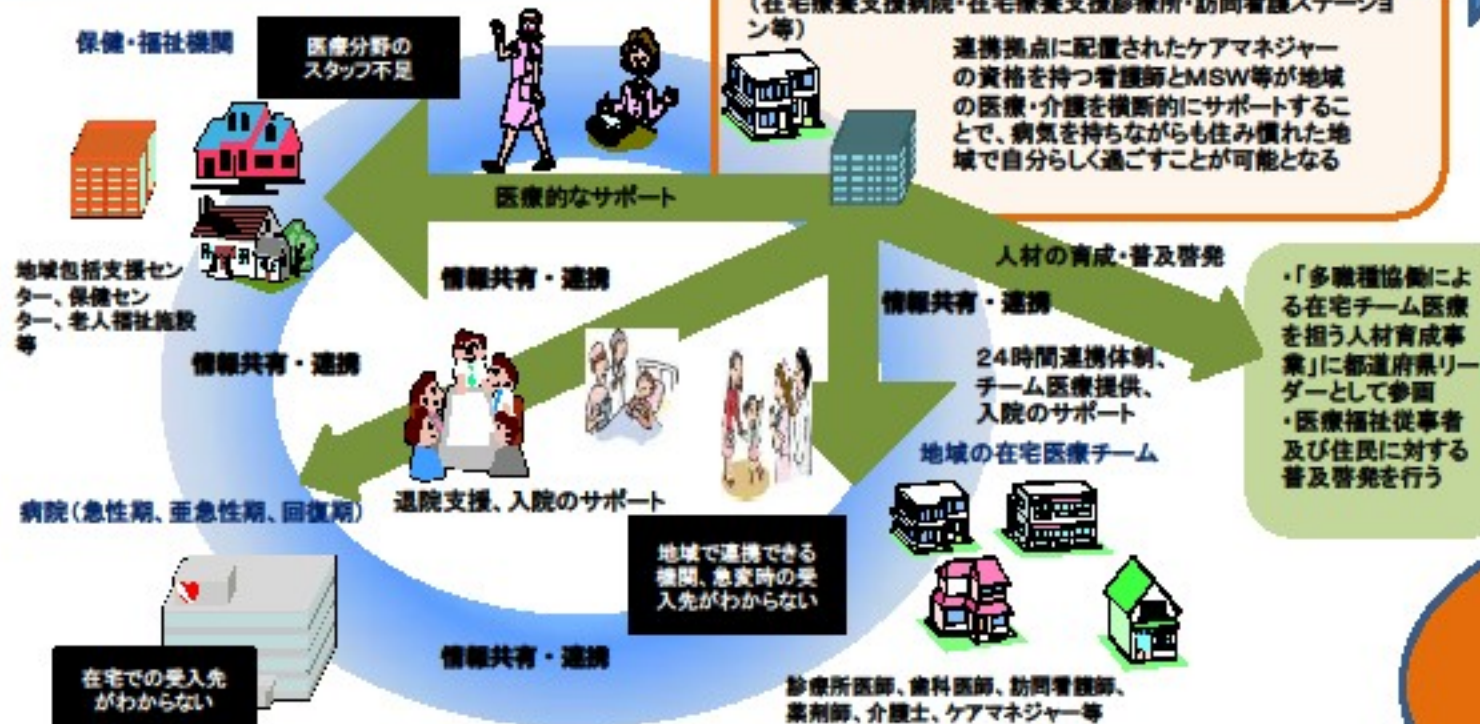 (在宅療養支援病院・在宅療養支援診療所・訪問看護ステーショ
ン等)
連携拠点に配置されたケアマネジャー
の資格を持つ看護師とMSW等が地域
の医療・介護を横断的にサポートするこ
とで、病気を持ちながらも住み慣れた地
域で自分らしく過ごすことが可能となる
保健・福祉機関
医療分野の
スタッフ不足
医療的なサポート
地域包括支援セン
ター、保健セン
ター、老人福祉施設
等
情報共有・連携
情報共有・連携
人材の育成・普及啓発
情報共有・連携
・「多職種協働によ
る在宅チーム医療
を担う人材育成事
業」に都道府県リー
ダーとして参画
・医療福祉従事者
及び住民に対する
普及啓発を行う
24時間連携体制、
チーム医療提供、
入院のサポート
地域の在宅医療チーム
病院(急性期、亜急性期、回復期)
退院支援、入院のサポート
地域で連携できる
機関、急変時の受
入先がわからない
情報共有・連携
在宅での受入先
がわからない
診療所医師、歯科医師、訪問看護師、
薬剤師、介護士、ケアマネジャー等